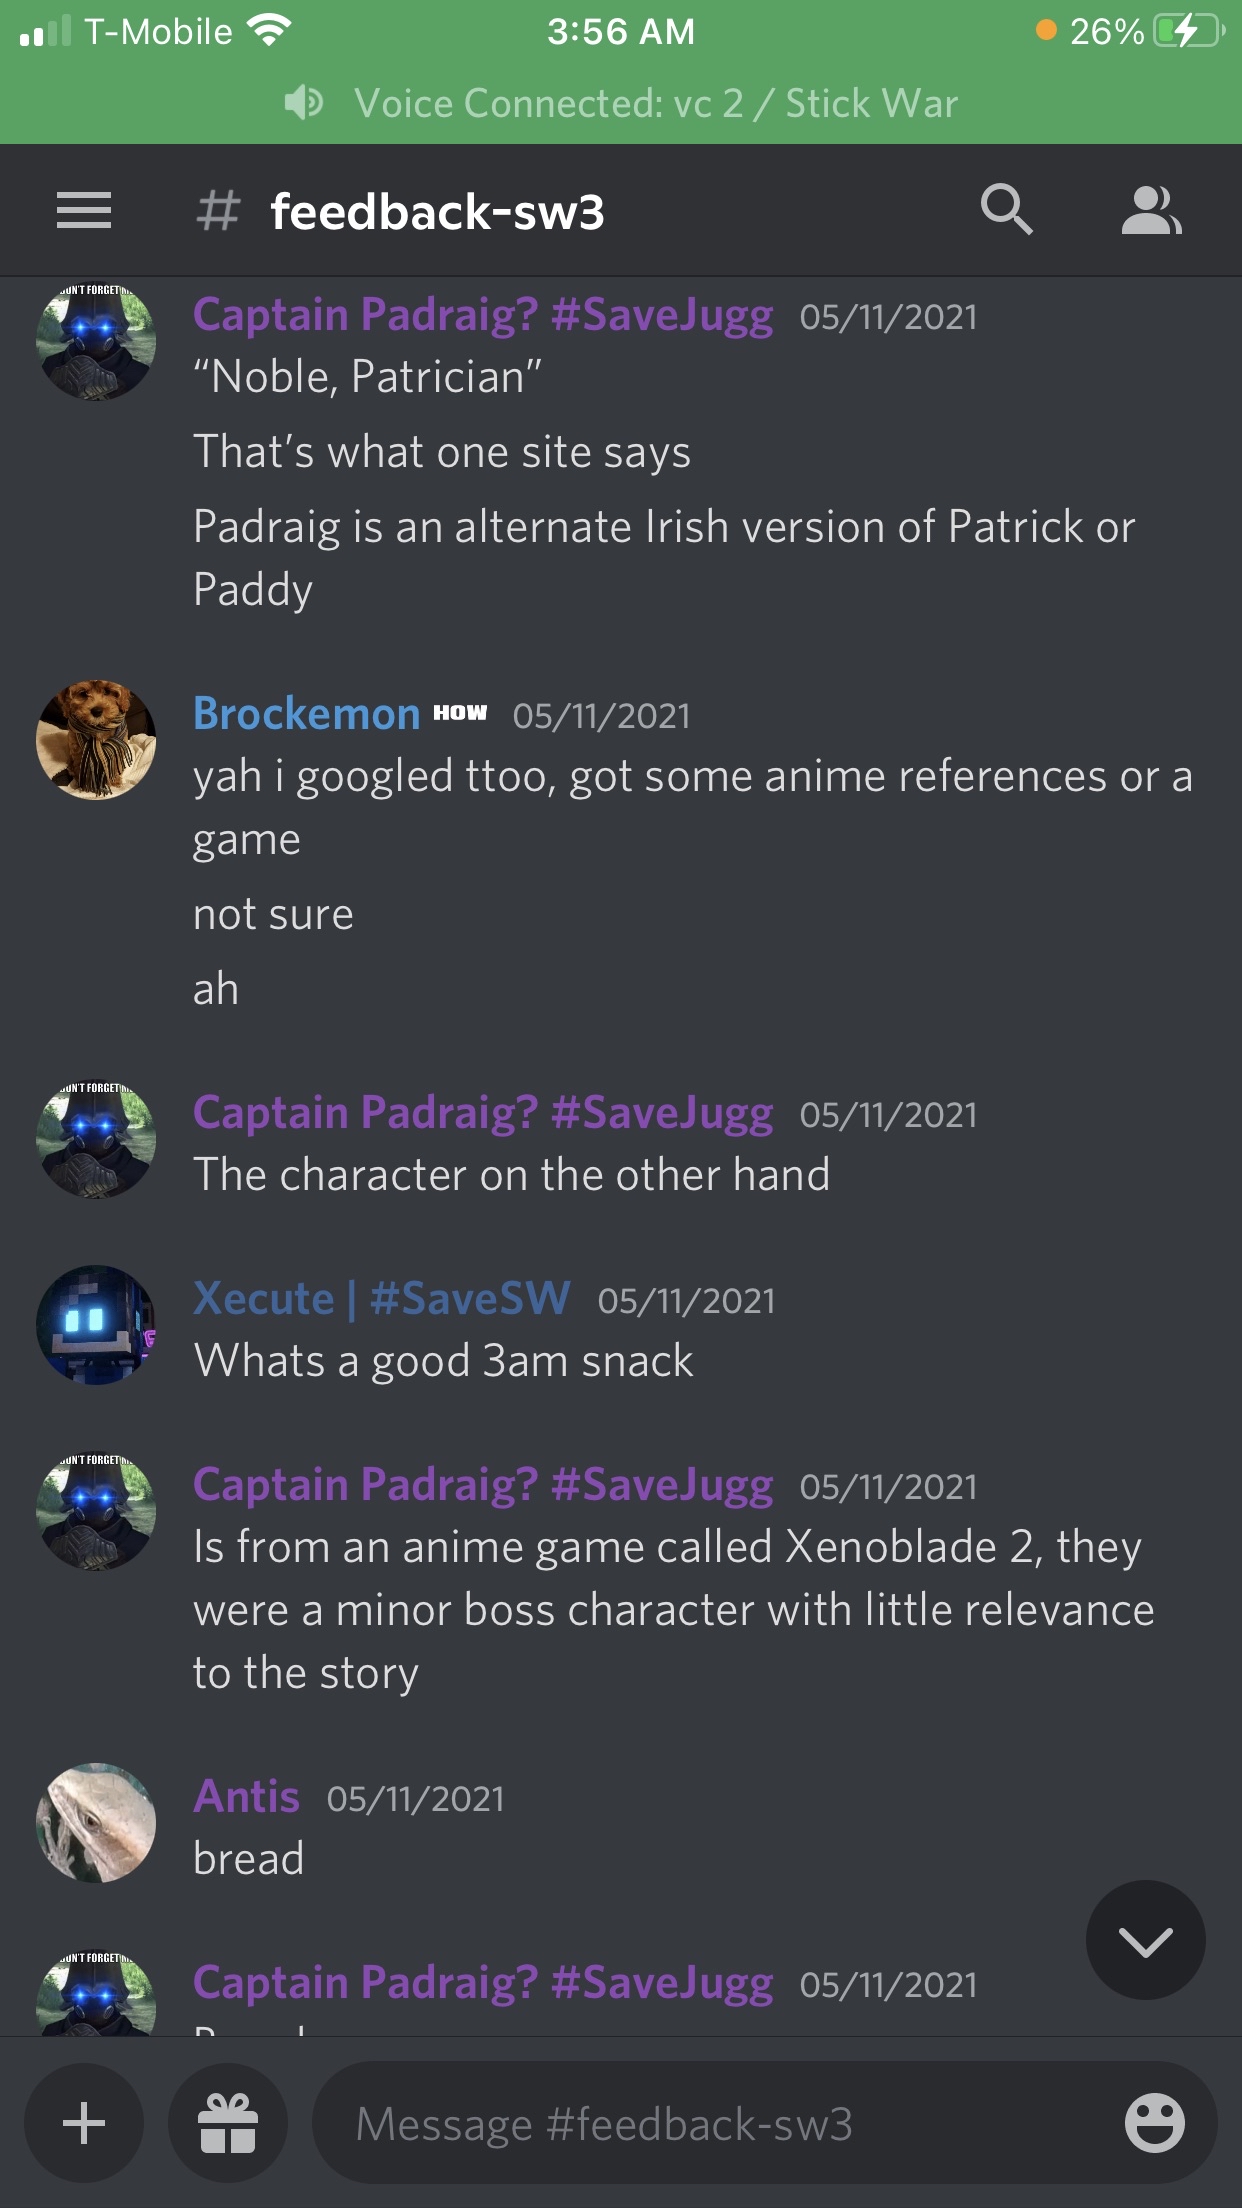 T-Mobile 3:56 AM 26%
Voice Connected: vc 2 / Stick War
# feedback-sw3
Captain Padraig? #SaveJugg 05/11/2021
“Noble, Patrician”
That’s what one site says
Padraig is an alternate Irish version of Patrick or
Paddy
Brockemon HOW 05/11/2021
yah i googled ttoo, got some anime references or a
game
not sure
ah
Captain Padraig? #SaveJugg 05/11/2021
The character on the other hand
Xecute | #SaveSW 05/11/2021
Whats a good 3am snack
Captain Padraig? #SaveJugg 05/11/2021
Is from an anime game called Xenoblade 2, they
were a minor boss character with little relevance
to the story
Antis 05/11/2021
bread
Captain Padraig? #SaveJugg 05/11/2021
Message #feedback-sw3